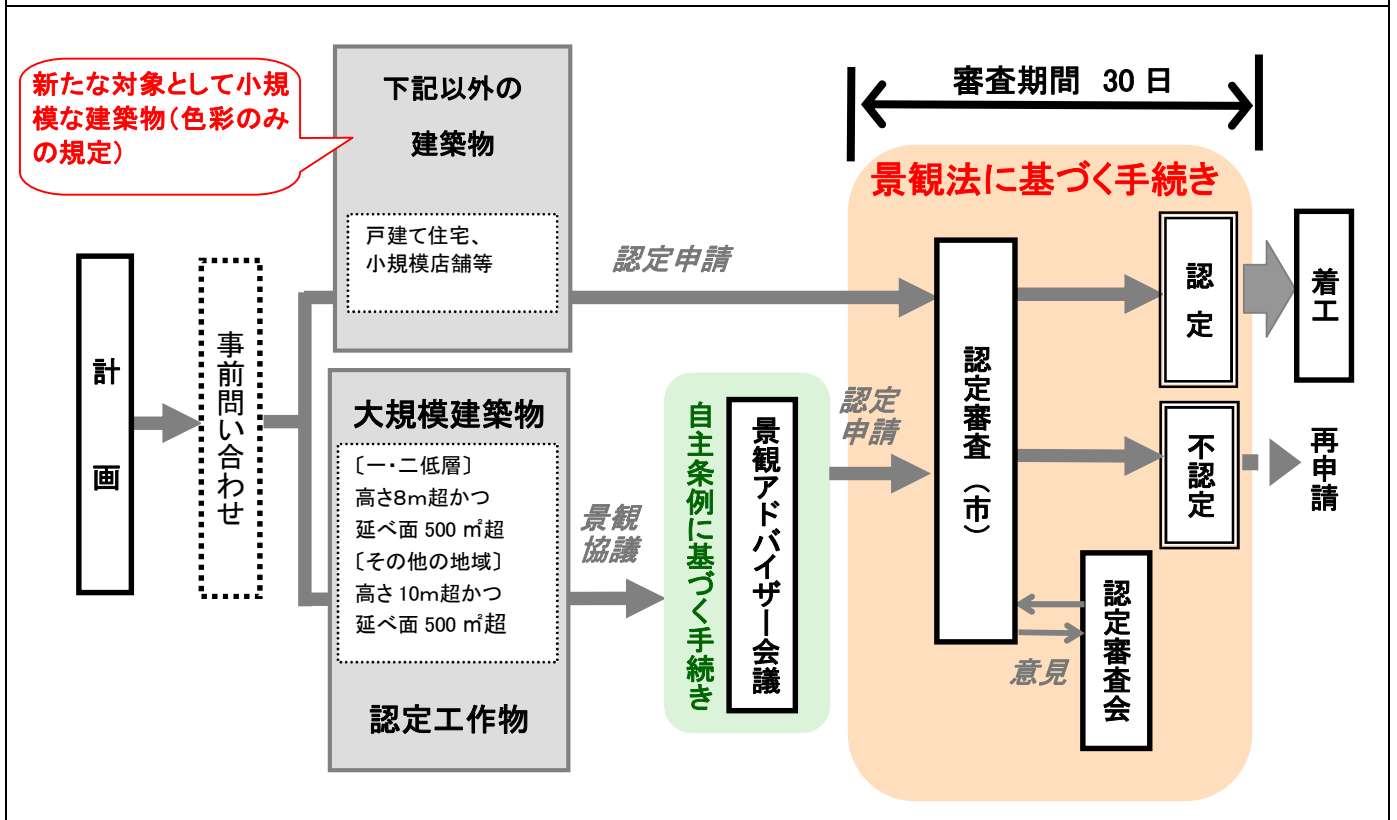 新たな対象として小規
模な建築物(色彩のみ
の規定)
計画
事前問い合わせ
下記以外の
建築物
戸建て住宅、
小規模店舗等
大規模建築物
〔一・二低層〕
高さ8m超かつ
延べ面 500 ㎡超
〔その他の地域〕
高さ 10m超かつ
延べ面 500 ㎡超
認定工作物
認定申請
景観
協議
自主条例に基づく手続き
景観アドバイザー会議
認定
申請
審査期間 30 日
景観法に基づく手続き
認定審査(市)
意見
認定審査会
認定
不認定
着工
再申請